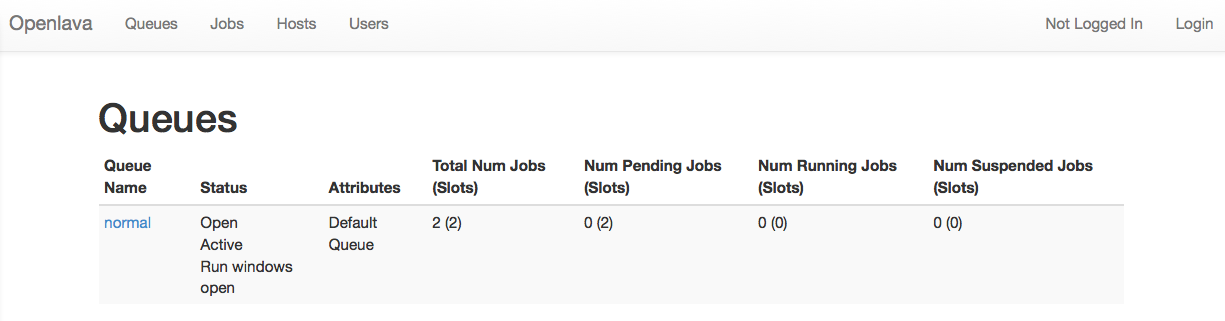 Openlava Queues Jobs Hosts Users Not Logged In Login
Queues
Queue Name Status Attributes Total Num Jobs (Slots) Num Pending Jobs (Slots) Num Running Jobs (Slots) Num Suspended Jobs (Slots)
normal Open Default 2 (2) 0 (2) 0 (0) 0 (0)
Active Queue
Run windows
open